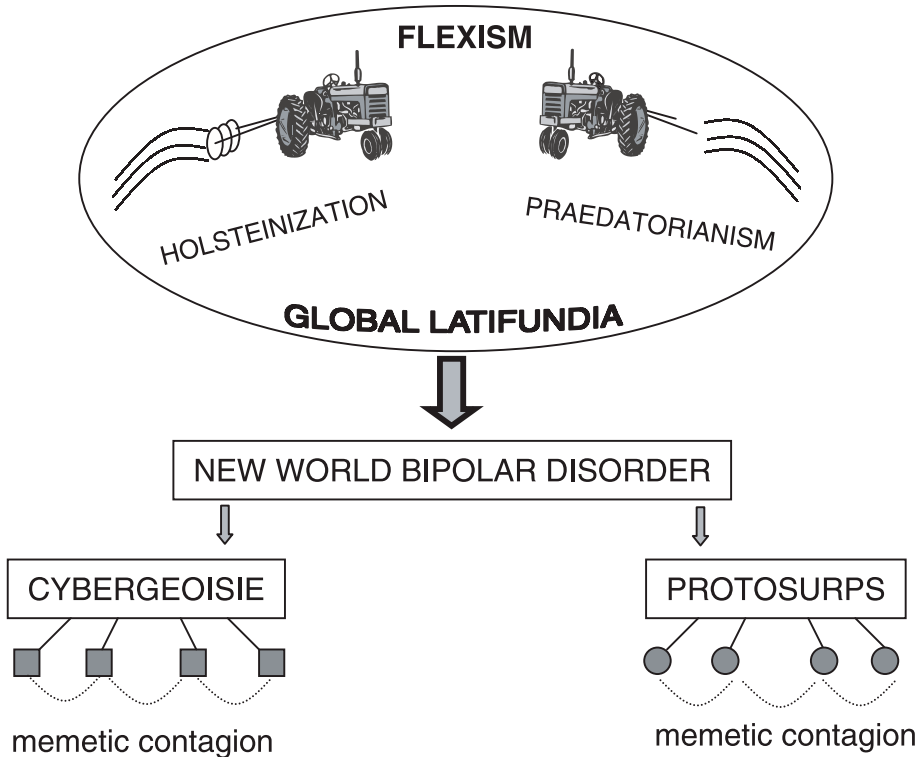 FLEXISM
HOLSTEINIZATION
PRAEDATORIANISM
GLOBAL LATIFUNDIA
NEW WORLD BIPOLAR DISORDER
CYBERGEOISIE
PROTOSURPS
memetic contagion
memetic contagion